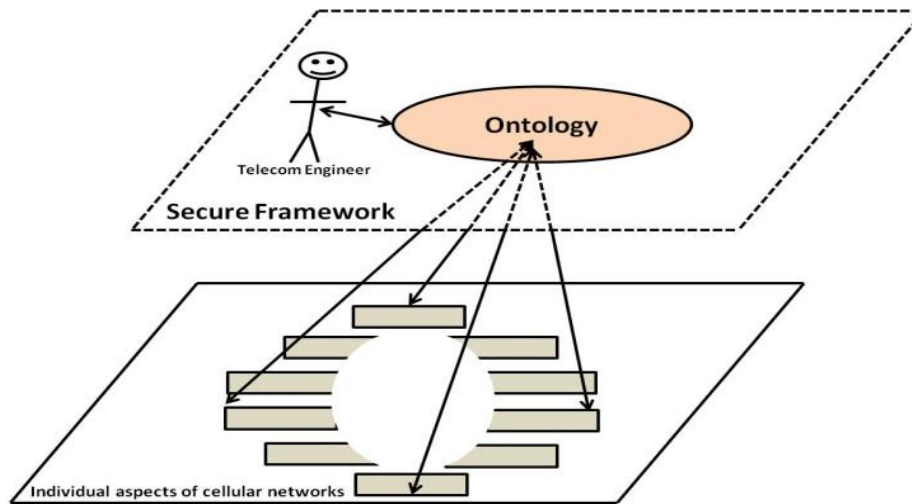 Ontology
Telecom Engineer
Secure Framework
Individual aspects of cellular networks